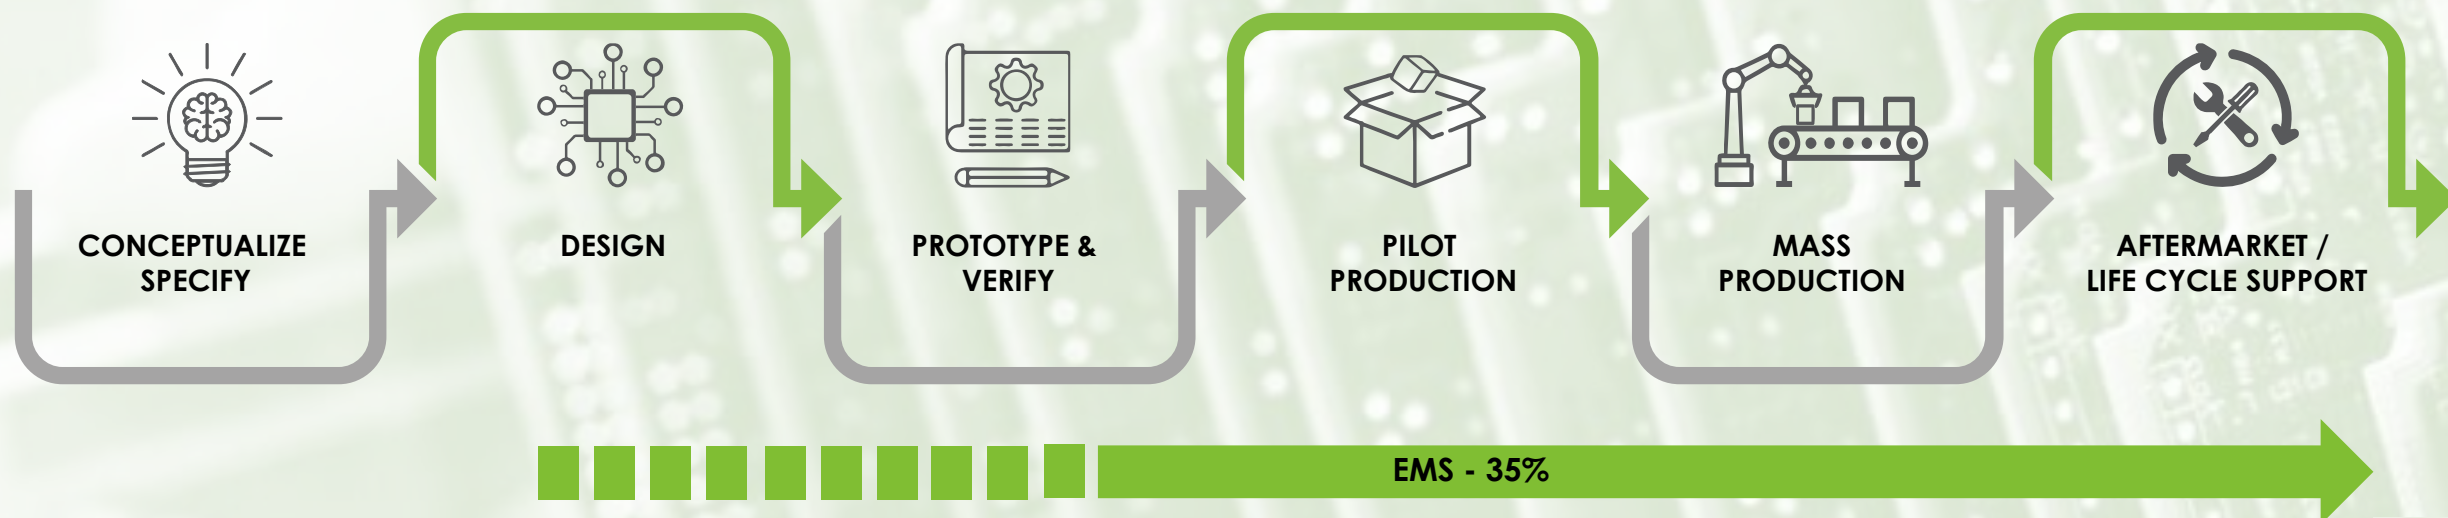 CONCEPTUALIZE
SPECIFY
DESIGN
PROTOTYPE &
VERIFY
PILOT
PRODUCTION
MASS
PRODUCTION
AFTERMARKET /
LIFE CYCLE SUPPORT
EMS - 35%